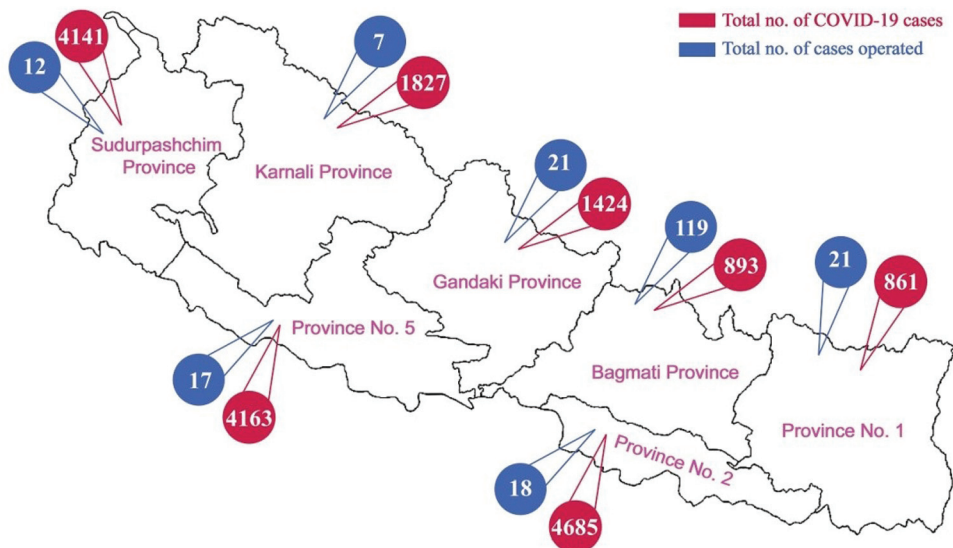 Total no. of COVID-19 cases
Total no. of cases operated
4141
12
7
1827
Sudurpashchim
Province
Karnali Province
21
1424
119
893
21
861
Gandaki Province
Province No. 5
Bagmati Province
17
4163
Province No. 1
Province No. 2
18
4685